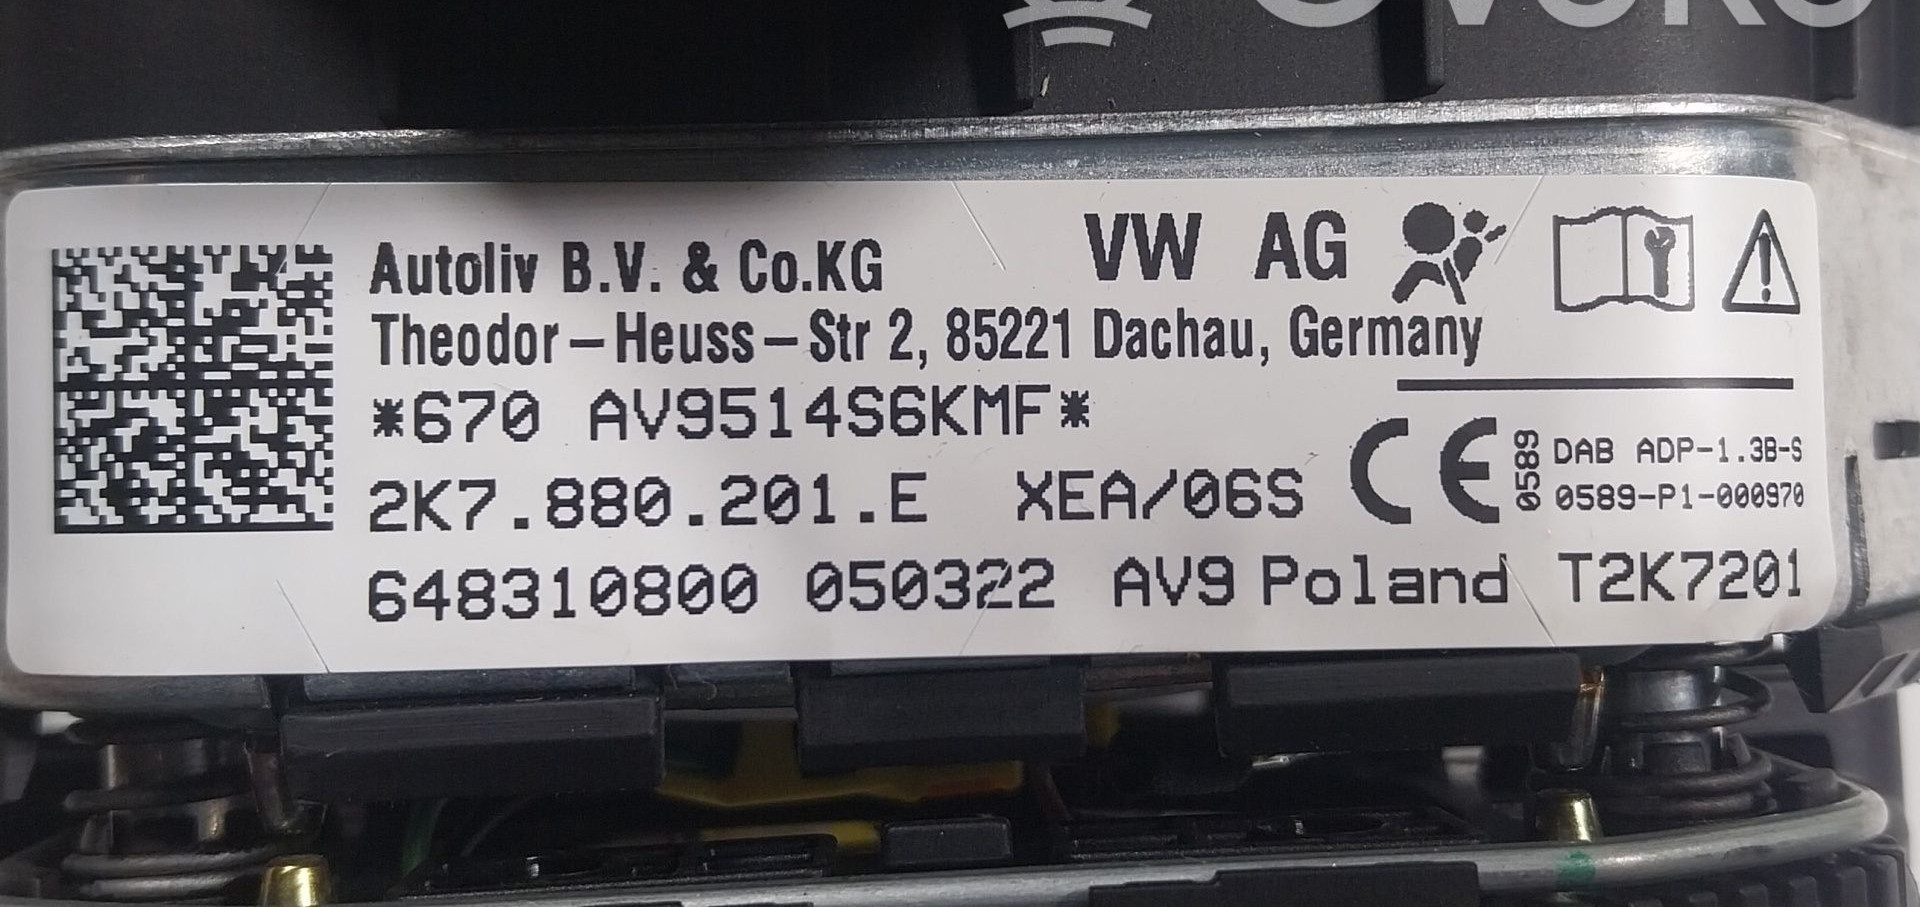 Autoliv B.V. & Co.KG VW AG
Theodor-Heuss-Str 2, 85221 Dachau, Germany
*670 AV9514S6KMF*
2K7.880.201.E XEA/06S CE 0589 DAB ADP-1.3B-S
0589-P1-000970
648310800 050322 AV9 Poland T2K7201